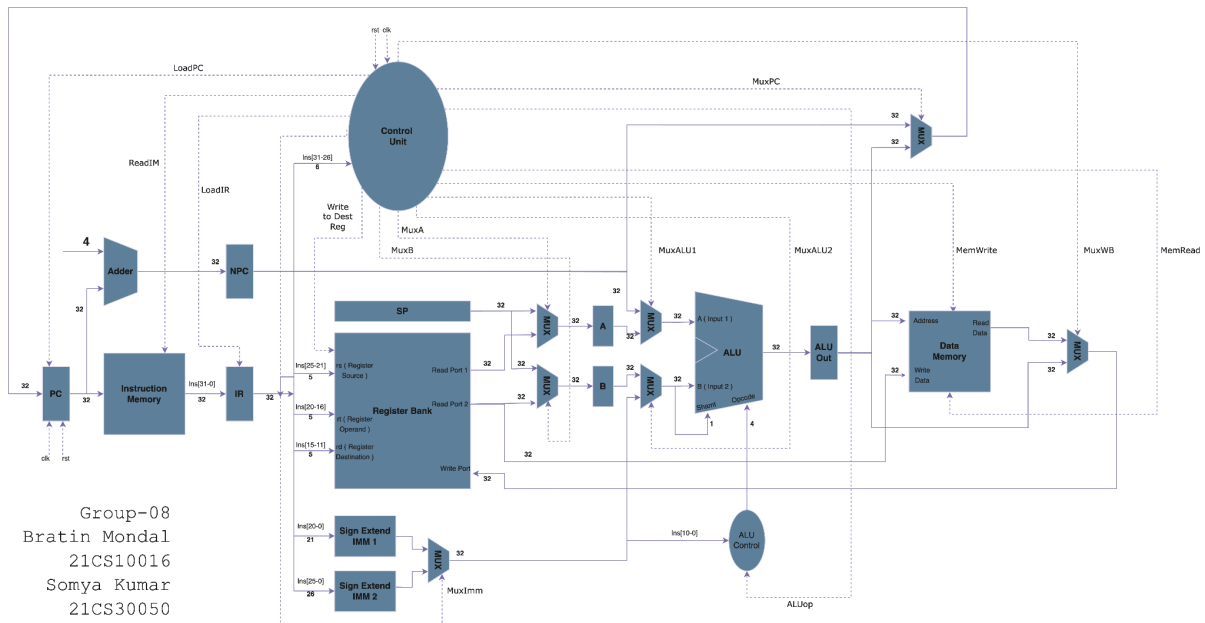 rst clk
LoadPC
MuxPC
32
32
32
Control
Unit
MUX
Ins[31-26]
6
ReadIM
LoadIR
Write
to Dest
Reg
MuxA
MuxB
MuxALU1
MuxALU2
MemWrite
MuxWB
MemRead
4
Adder
32
NPC
32
32
SP
32
MUX
32
A
32
MUX
32
A ( Input 1 )
ALU
32
ALU
Out
32
Address
Read
Data
Data
Memory
32
MUX
32
32
Write
Data
32
PC
32
Instruction
Memory
Ins[31-0]
32
IR
32
Ins[25-21]
5
rs ( Register
Source )
Read Port 1
32
32
MUX
32
B
32
MUX
32
B ( Input 2 )
Shamt
Opcode
1
4
Ins[20-16]
5
rt ( Register
Operand )
Register Bank
Read Port 2
32
Ins[15-11]
5
rd ( Register
Destination )
Write Port
32
32
32
clk
rst
Group-08
Bratin Mondal
21CS10016
Somya Kumar
21CS30050
Ins[20-0]
21
Sign Extend
IMM 1
MUX
32
Ins[10-0]
ALU
Control
Ins[25-0]
26
Sign Extend
IMM 2
MuxImm
ALUop